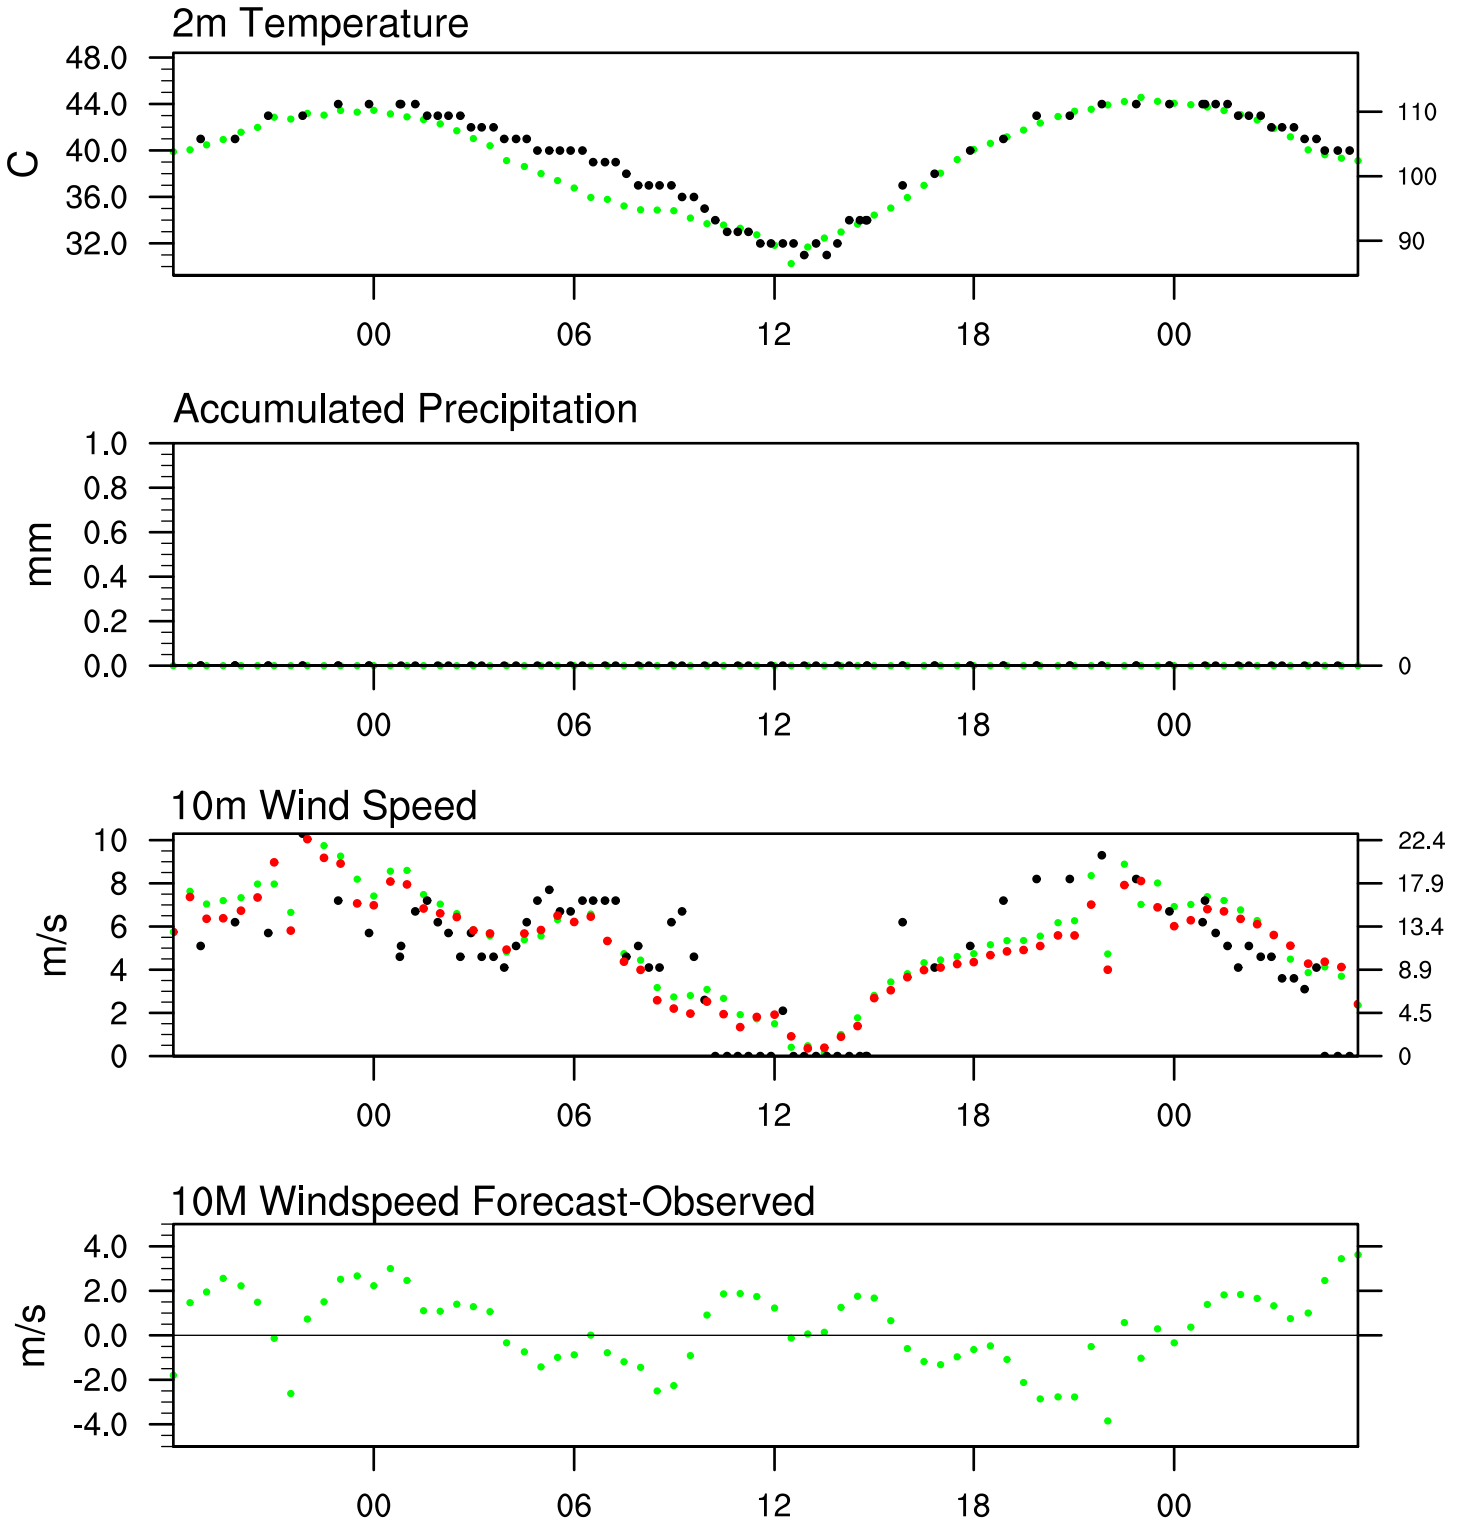 2m Temperature
48.0
44.0
40.0
36.0
32.0
C
110
100
90
00 06 12 18 00
Accumulated Precipitation
1.0
0.8
0.6
0.4
0.2
0.0
mm
0
00 06 12 18 00
10m Wind Speed
10
8
6
4
2
0
m/s
22.4
17.9
13.4
8.9
4.5
0
00 06 12 18 00
10M Windspeed Forecast-Observed
4.0
2.0
0.0
-2.0
-4.0
m/s
00 06 12 18 00